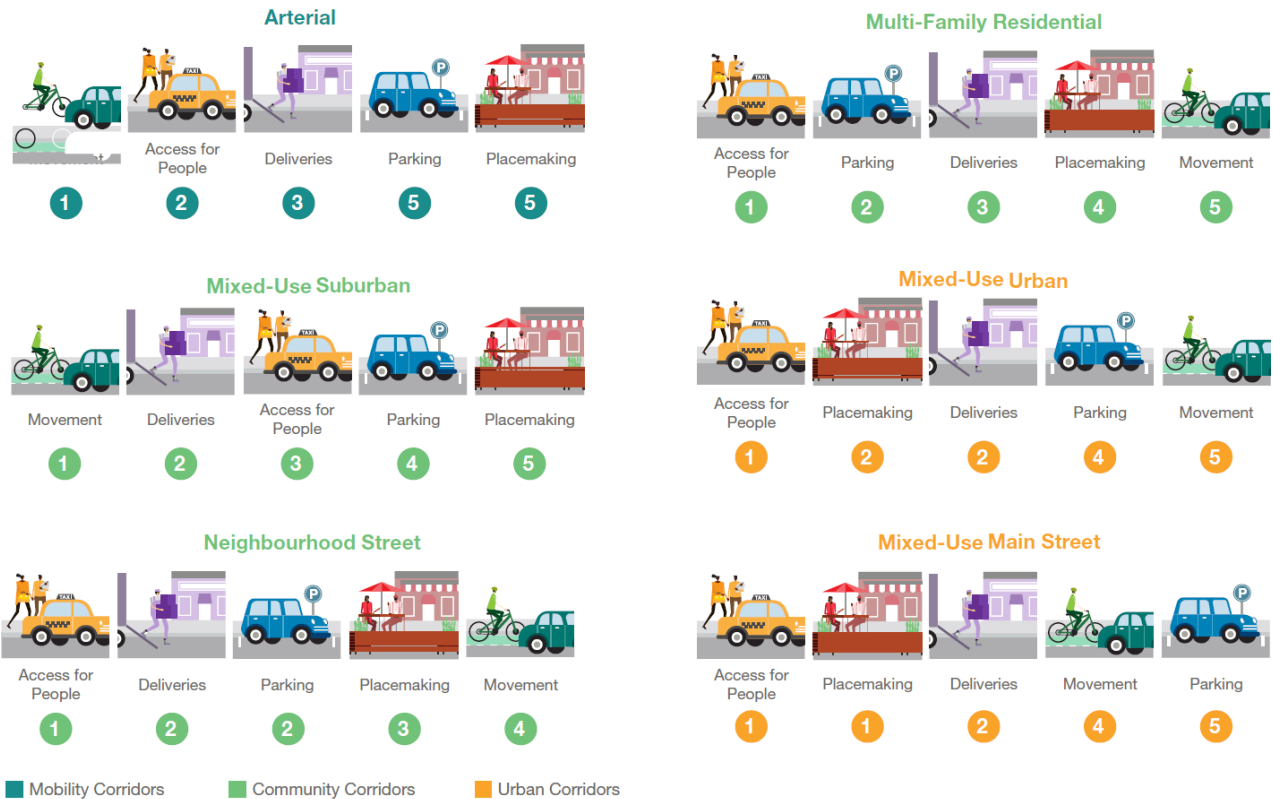 Arterial
TAXI
P
Movement
Access for
People
Deliveries
Parking
Placemaking
1
2
3
5
5
Multi-Family Residential
TAXI
P
Access for
People
Parking
Deliveries
Placemaking
Movement
1
2
3
4
5
Mixed-Use Suburban
TAXI
P
Movement
Deliveries
Access for
People
Parking
Placemaking
1
2
3
4
5
Mixed-Use Urban
TAXI
P
Access for
People
Placemaking
Deliveries
Parking
Movement
1
2
2
4
5
Neighbourhood Street
TAXI
P
Access for
People
Deliveries
Parking
Placemaking
Movement
1
2
2
3
4
Mixed-Use Main Street
TAXI
P
Access for
People
Placemaking
Deliveries
Movement
Parking
1
1
2
4
5
Mobility Corridors
Community Corridors
Urban Corridors